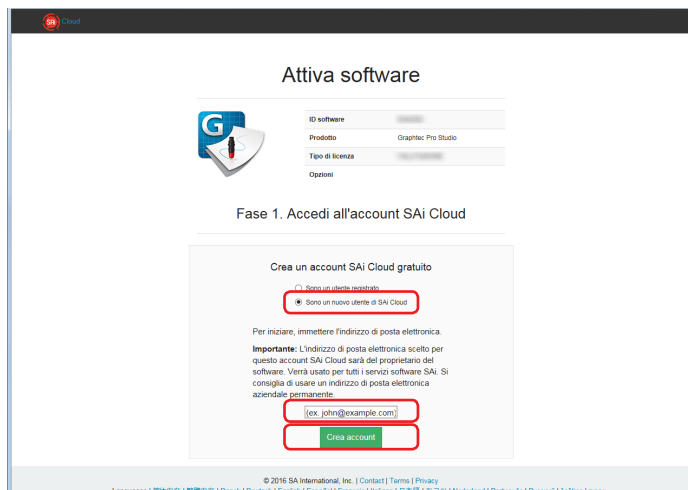 SAi Cloud
Attiva software
G
ID software
Prodotto Graphtec Pro Studio
Tipo di licenza
Opzioni
Fase 1. Accedi all'account SAi Cloud
Crea un account SAi Cloud gratuito
Sono un utente registrato
Sono un nuovo utente di SAi Cloud
Per iniziare, immettere l'indirizzo di posta elettronica.
Importante: L'indirizzo di posta elettronica scelto per
questo account SAi Cloud sarà del proprietario del
software. Verrà usato per tutti i servizi software SAi. Si
consiglia di usare un indirizzo di posta elettronica
aziendale permanente.
(ex. john@example.com)
Crea account
© 2016 SA International, Inc. | Contact | Terms | Privacy